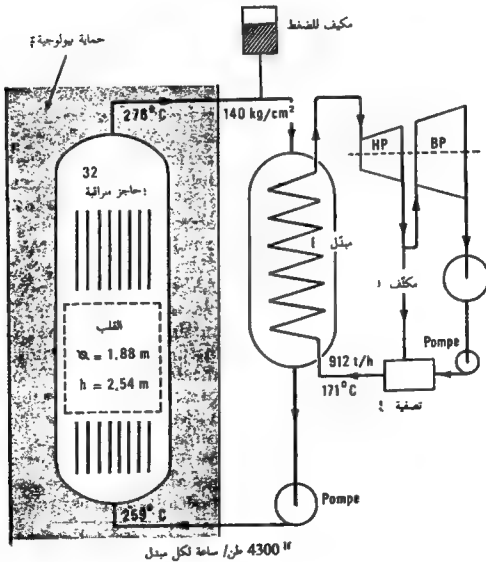 مكيف للضغط
حماية بيولوجية
276° C
140 kg/cm²
32
حاجز مراقبة
HP
BP
مبدّل
القلب
ø = 1,88 m
h = 2,54 m
مكثف
Pompe
912 t/h
171° C
تصفية
259° C
Pompe
4300 طن/ ساعة لكل مبدل